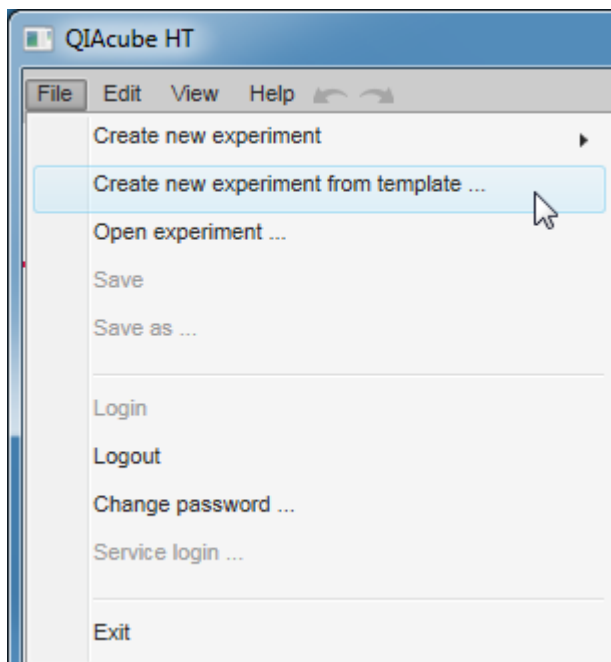 QIAcube HT
File Edit View Help
Create new experiment
Create new experiment from template ...
Open experiment ...
Save
Save as ...
Login
Logout
Change password ...
Service login ...
Exit